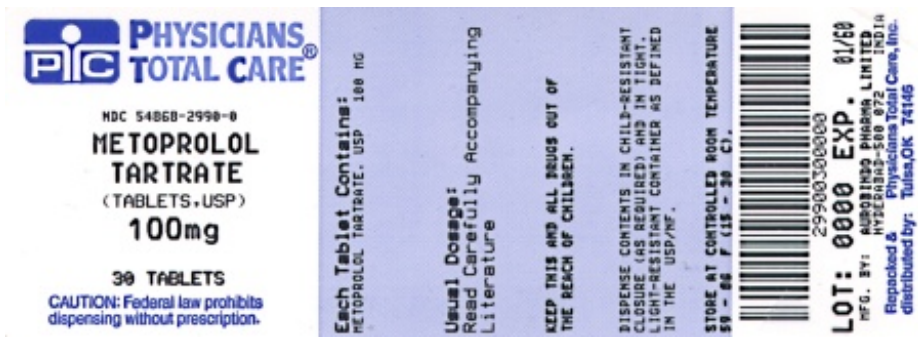 PTC
PHYSICIANS
TOTAL CARE®
NDC 54868-2990-0
METOPROLOL
TARTRATE
(TABLETS,USP)
100mg
30 TABLETS
CAUTION: Federal law prohibits
dispensing without prescription.
Each Tablet Contains:
METOPROLOL TARTRATE, USP 100 MG
Usual Dosage:
Read Carefully Accompanying
Literature
KEEP THIS AND ALL DRUGS OUT OF
THE REACH OF CHILDREN.
DISPENSE CONTENTS IN CHILD-RESISTANT
CLOSURE (AS REQUIRED) AND IN TIGHT,
LIGHT-RESISTANT CONTAINER AS DEFINED
IN THE USP/NF.
STORE AT CONTROLLED ROOM TEMPERATURE
59 - 86 F (15 - 30 C).
29900300000
LOT: 0000 EXP. 01/60
MFG. BY: AUROBINDO PHARMA LIMITED
HYDERABAD-500 072 INDIA
Repacked & Physicians Total Care, Inc.
distributed by: Tulsa,OK 74146